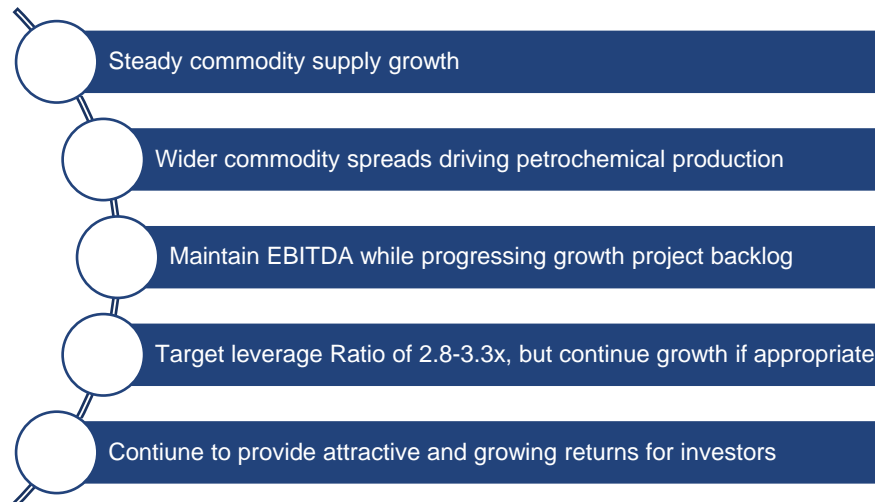 Steady commodity supply growth
Wider commodity spreads driving petrochemical production
Maintain EBITDA while progressing growth project backlog
Target leverage Ratio of 2.8-3.3x, but continue growth if appropriate
Contiune to provide attractive and growing returns for investors